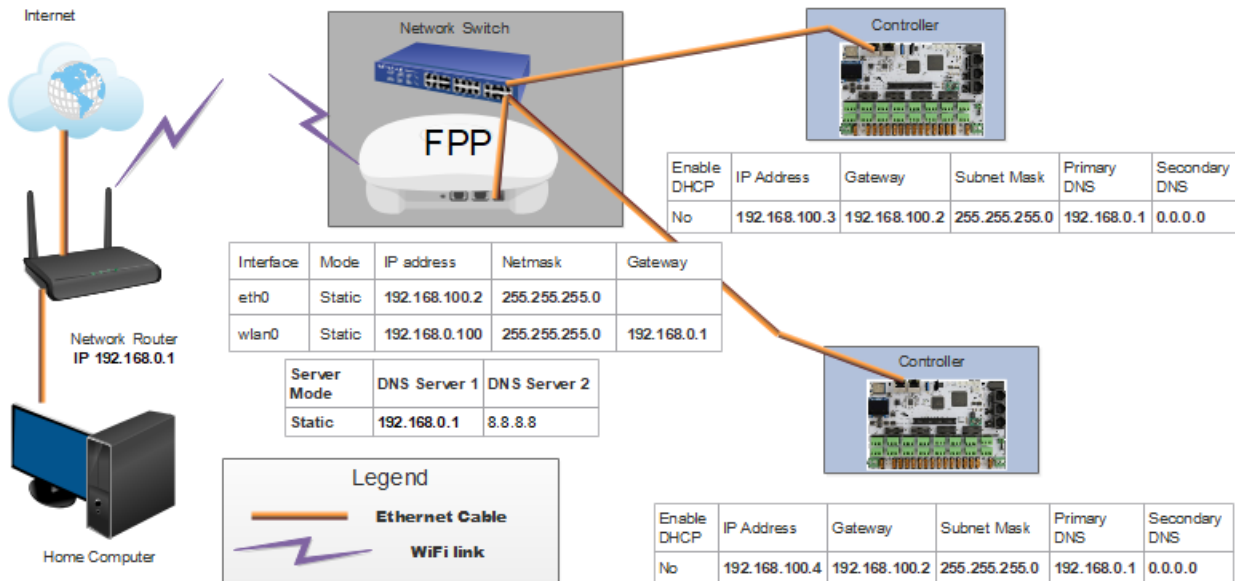 Internet
Network Switch
Controller
FPP
Enable DHCP | IP Address | Gateway | Subnet Mask | Primary DNS | Secondary DNS
No | 192.168.100.3 | 192.168.100.2 | 255.255.255.0 | 192.168.0.1 | 0.0.0.0
Interface | Mode | IP address | Netmask | Gateway
eth0 | Static | 192.168.100.2 | 255.255.255.0
wlan0 | Static | 192.168.0.100 | 255.255.255.0 | 192.168.0.1
Network Router
IP 192.168.0.1
Server Mode | DNS Server 1 | DNS Server 2
Static | 192.168.0.1 | 8.8.8.8
Controller
Legend
Ethernet Cable
WiFi link
Home Computer
Enable DHCP | IP Address | Gateway | Subnet Mask | Primary DNS | Secondary DNS
No | 192.168.100.4 | 192.168.100.2 | 255.255.255.0 | 192.168.0.1 | 0.0.0.0